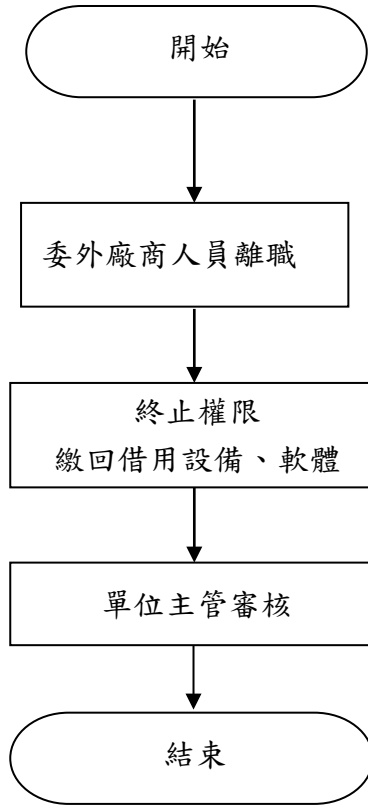 開始
委外廠商人員離職
終止權限
繳回借用設備、軟體
單位主管審核
結束